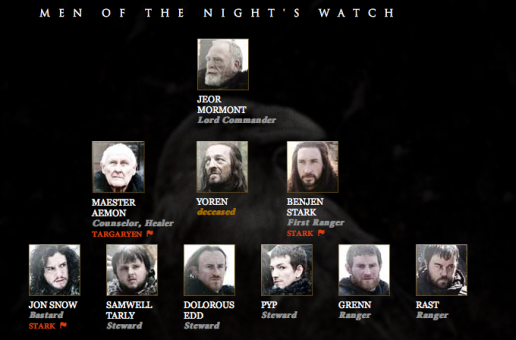 MEN OF THE NIGHT'S WATCH
JEOR
MORMONT
Lord Commander
MAESTER
AEMON
Counselor, Healer
TARGARYEN
YOREN
deceased
BENJEN
STARK
First Ranger
STARK
JON SNOW
Bastard
STARK
SAMWELL
TARLY
Steward
DOLOROUS
EDD
Steward
PYP
Steward
GRENN
Ranger
RAST
Ranger